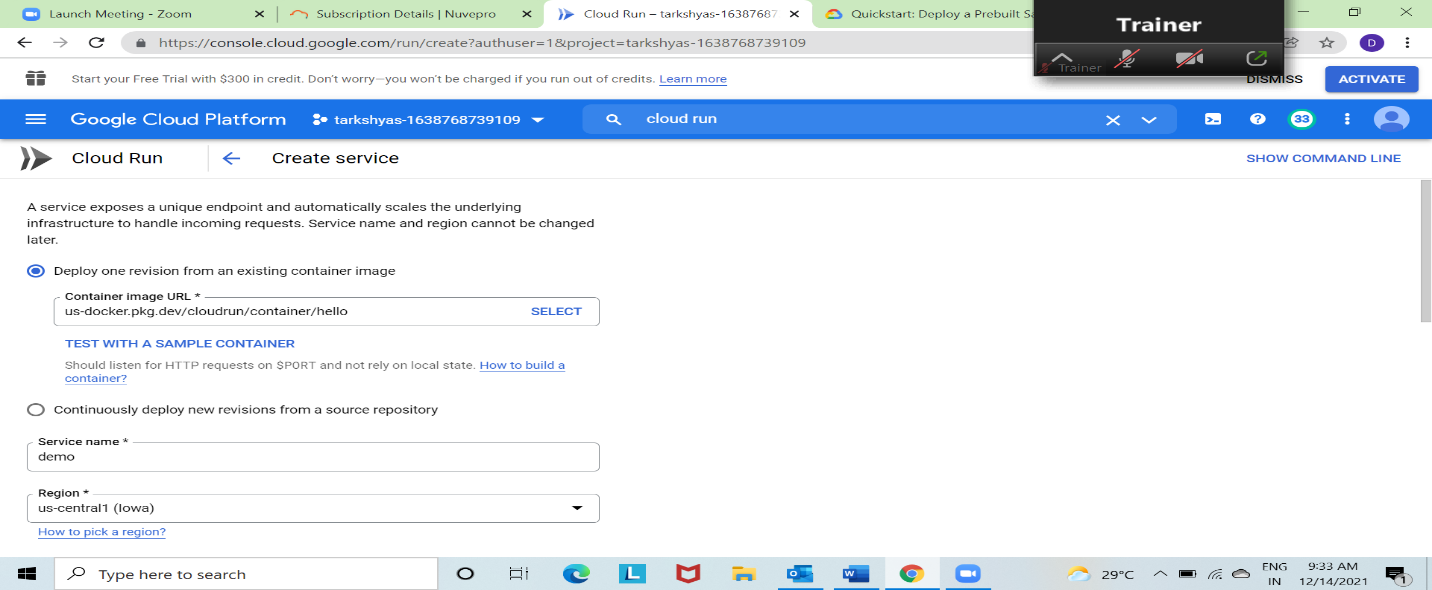 Launch Meeting - Zoom
Subscription Details | Nuvepro
Cloud Run – tarkshyas-16387687
Quickstart: Deploy a Prebuilt Sa
Trainer
https://console.cloud.google.com/run/create?authuser=1&project=tarkshyas-1638768739109
D
Trainer
Start your Free Trial with $300 in credit. Don't worry—you won't be charged if you run out of credits. Learn more
DISMISS
ACTIVATE
Google Cloud Platform
tarkshyas-1638768739109
cloud run
33
Cloud Run
Create service
SHOW COMMAND LINE
A service exposes a unique endpoint and automatically scales the underlying
infrastructure to handle incoming requests. Service name and region cannot be changed
later.
Deploy one revision from an existing container image
Container image URL *
us-docker.pkg.dev/cloudrun/container/hello
SELECT
TEST WITH A SAMPLE CONTAINER
Should listen for HTTP requests on $PORT and not rely on local state. How to build a
container?
Continuously deploy new revisions from a source repository
Service name *
demo
Region *
us-central1 (Iowa)
How to pick a region?
Type here to search
L
29°C
ENG
IN
9:33 AM
12/14/2021
1